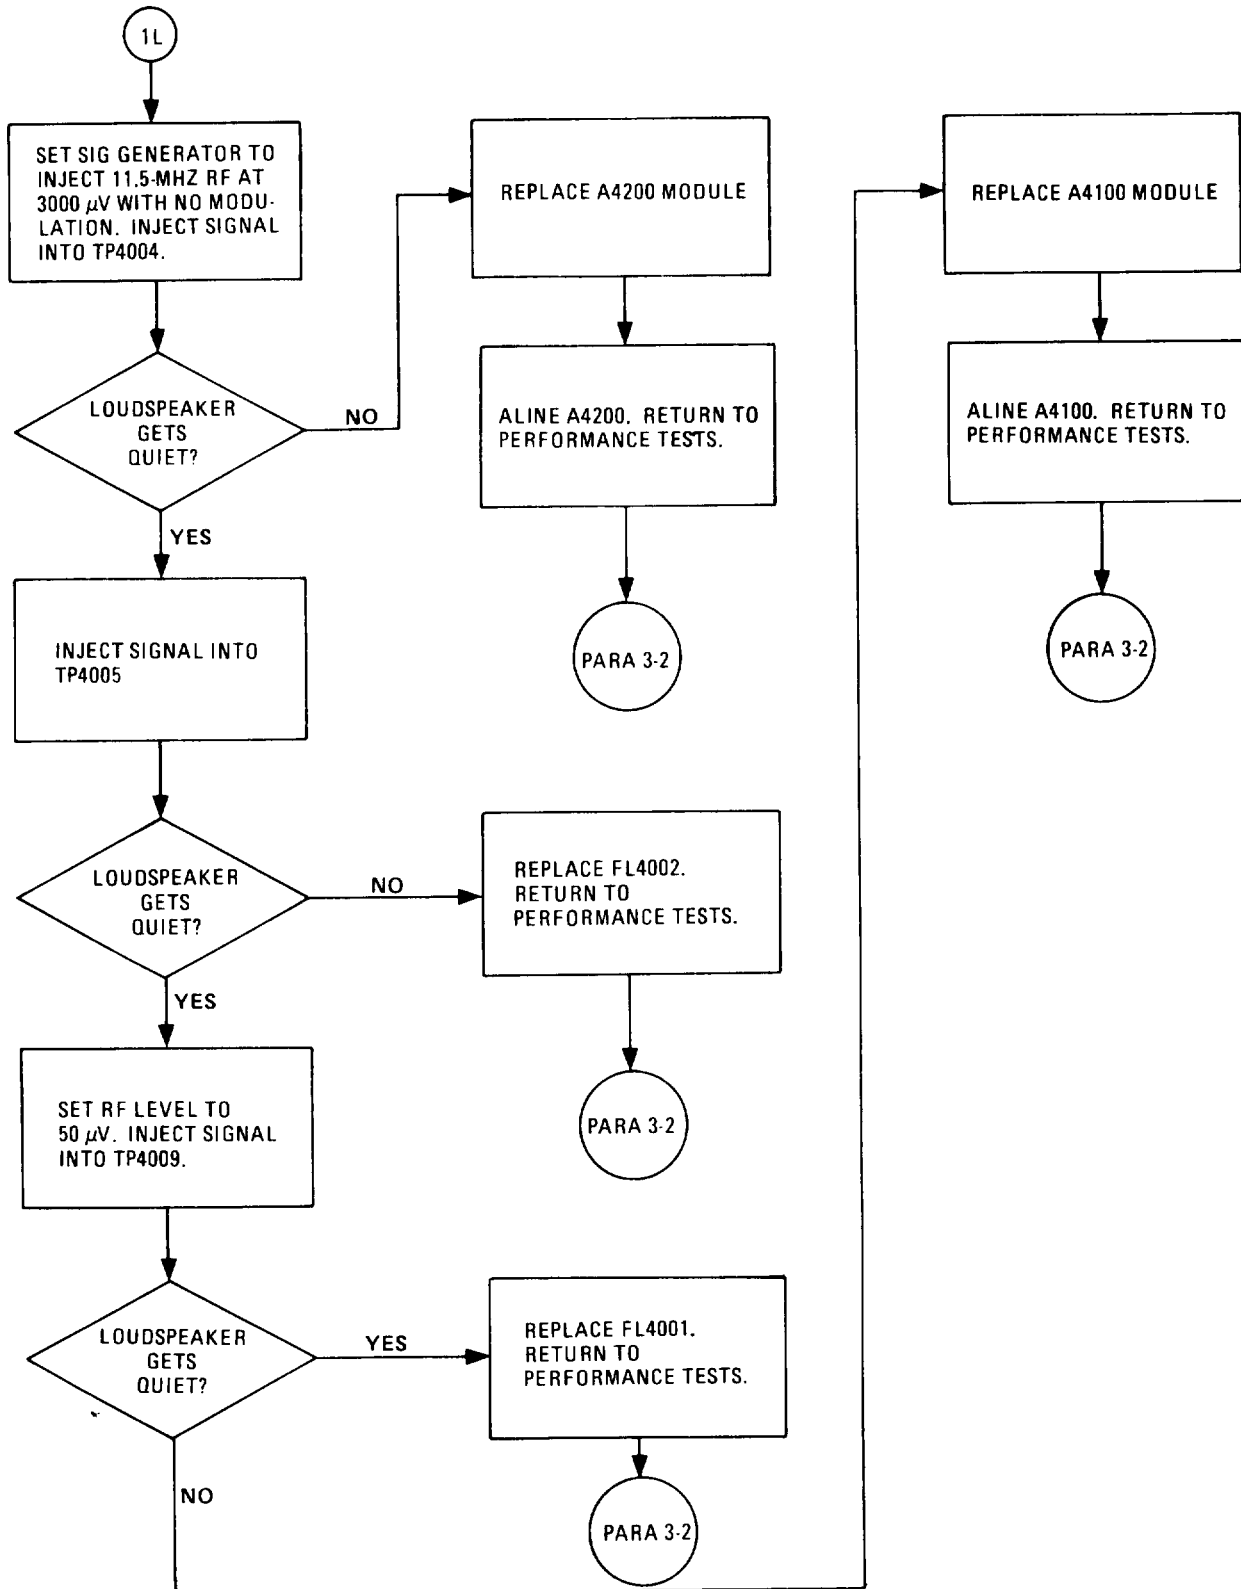 1L
SET SIG GENERATOR TO
INJECT 11.5-MHZ RF AT
3000 µV WITH NO MODU-
LATION. INJECT SIGNAL
INTO TP4004.
LOUDSPEAKER
GETS
QUIET?
NO
REPLACE A4200 MODULE
ALINE A4200. RETURN TO
PERFORMANCE TESTS.
PARA 3-2
YES
INJECT SIGNAL INTO
TP4005
LOUDSPEAKER
GETS
QUIET?
NO
REPLACE FL4002.
RETURN TO
PERFORMANCE TESTS.
PARA 3-2
YES
SET RF LEVEL TO
50 µV. INJECT SIGNAL
INTO TP4009.
LOUDSPEAKER
GETS
QUIET?
YES
REPLACE FL4001.
RETURN TO
PERFORMANCE TESTS.
PARA 3-2
NO
REPLACE A4100 MODULE
ALINE A4100. RETURN TO
PERFORMANCE TESTS.
PARA 3-2